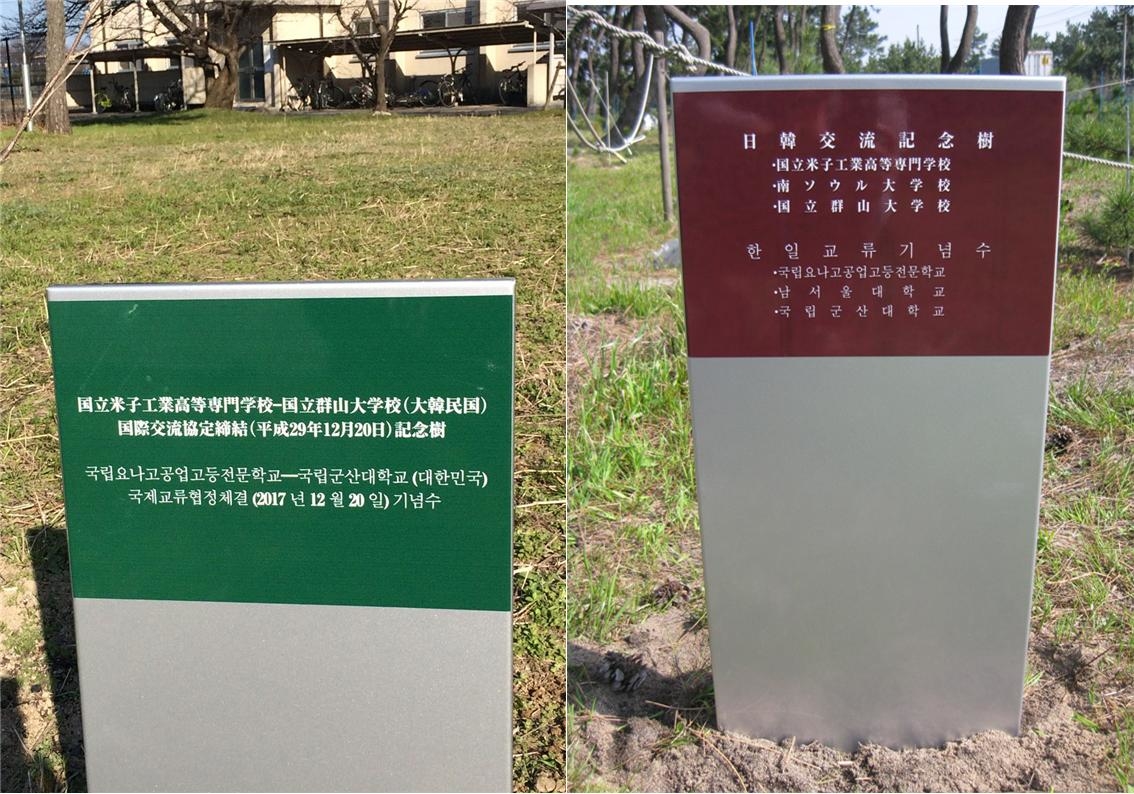 国立米子工業高等専門学校−国立群山大学校(大韓民国)
国際交流協定締結(平成29年12月20日)記念樹
국립요나고공업고등전문학교—국립군산대학교 (대한민국)
국제교류협정체결 (2017 년 12 월 20 일) 기념수
日韓交流記念樹
・国立米子工業高等専門学校
・南ソウル大学校
・国立群山大学校
한일교류기념수
・국립요나고공업고등전문학교
・남서울대학교
・국립군산대학교